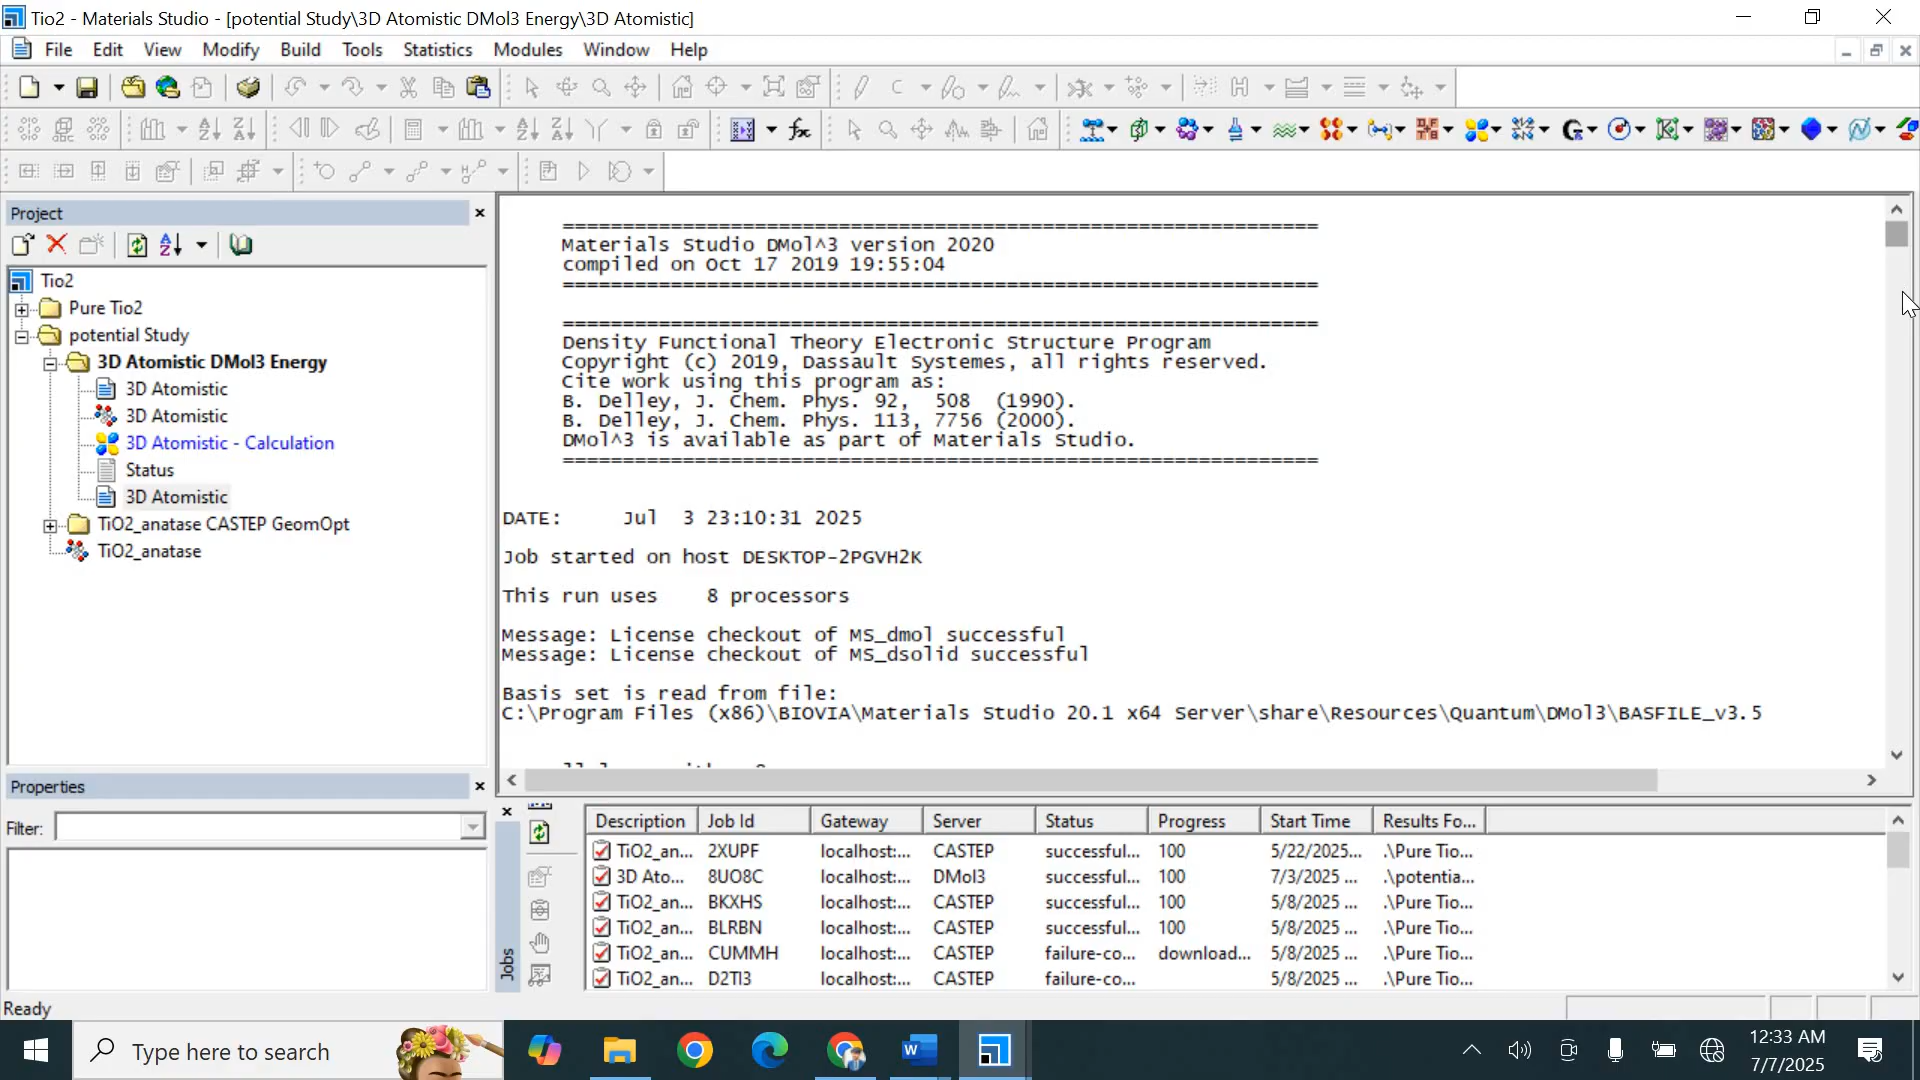 Tio2 - Materials Studio - [potential Study\3D Atomistic DMol3 Energy\3D Atomistic]
File Edit View Modify Build Tools Statistics Modules Window Help
Project
Tio2
Pure Tio2
potential Study
3D Atomistic DMol3 Energy
3D Atomistic
3D Atomistic
3D Atomistic - Calculation
Status
3D Atomistic
TiO2_anatase CASTEP GeomOpt
TiO2_anatase
Properties
Filter:
===============================================================
Materials Studio DMol^3 version 2020
compiled on Oct 17 2019 19:55:04
===============================================================
===============================================================
Density Functional Theory Electronic Structure Program
Copyright (c) 2019, Dassault Systemes, all rights reserved.
Cite work using this program as:
B. Delley, J. Chem. Phys. 92,  508  (1990).
B. Delley, J. Chem. Phys. 113, 7756 (2000).
DMol^3 is available as part of Materials Studio.
===============================================================
DATE:     Jul  3 23:10:31 2025
Job started on host DESKTOP-2PGVH2K
This run uses    8 processors
Message: License checkout of MS_dmol successful
Message: License checkout of MS_dsolid successful
Basis set is read from file:
C:\Program Files (x86)\BIOVIA\Materials Studio 20.1 x64 Server\share\Resources\Quantum\DMol3\BASFILE_v3.5
Jobs
Description Job Id Gateway Server Status Progress Start Time Results Fo...
TiO2_an... 2XUPF localhost:... CASTEP successful... 100 5/22/2025... .\Pure Tio...
3D Ato... 8UO8C localhost:... DMol3 successful... 100 7/3/2025 ... .\potentia...
TiO2_an... BKXHS localhost:... CASTEP successful... 100 5/8/2025 ... .\Pure Tio...
TiO2_an... BLRBN localhost:... CASTEP successful... 100 5/8/2025 ... .\Pure Tio...
TiO2_an... CUMMH localhost:... CASTEP failure-co... download... 5/8/2025 ... .\Pure Tio...
TiO2_an... D2TI3 localhost:... CASTEP failure-co... 5/8/2025 ... .\Pure Tio...
Ready
Type here to search
12:33 AM
7/7/2025